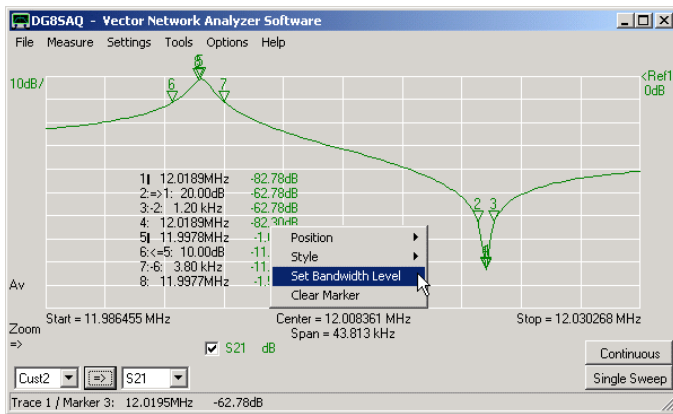 DG8SAQ - Vector Network Analyzer Software
File Measure Settings Tools Options Help
10dB/
<Ref1
0dB
6 7
2 3
1| 12.0189MHz -82.78dB
2:=>1: 20.00dB -62.78dB
3:-2: 1.20 kHz -62.78dB
4: 12.0189MHz -82.30dB
5| 11.9978MHz
6:<=5: 10.00dB -11.
7:-6: 3.80 kHz -11.
8: 11.9977MHz
Position
Style
Set Bandwidth Level
Clear Marker
Av
Start = 11.986455 MHz Center = 12.008361 MHz Stop = 12.030268 MHz
Span = 43.813 kHz
Zoom
=>
S21 dB
Continuous
Cust2 => S21 Single Sweep
Trace 1 / Marker 3: 12.0195MHz -62.78dB